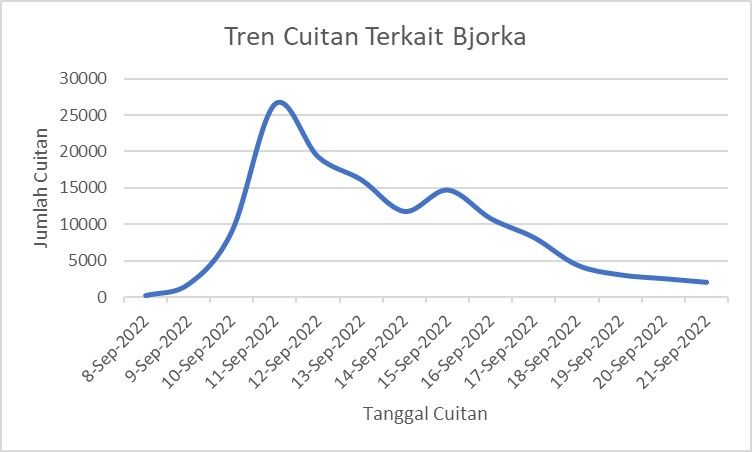 Tren Cuitan Terkait Bjorka
Jumlah Cuitan
30000
25000
20000
15000
10000
5000
0
8-Sep-2022
9-Sep-2022
10-Sep-2022
11-Sep-2022
12-Sep-2022
13-Sep-2022
14-Sep-2022
15-Sep-2022
16-Sep-2022
17-Sep-2022
18-Sep-2022
19-Sep-2022
20-Sep-2022
21-Sep-2022
Tanggal Cuitan